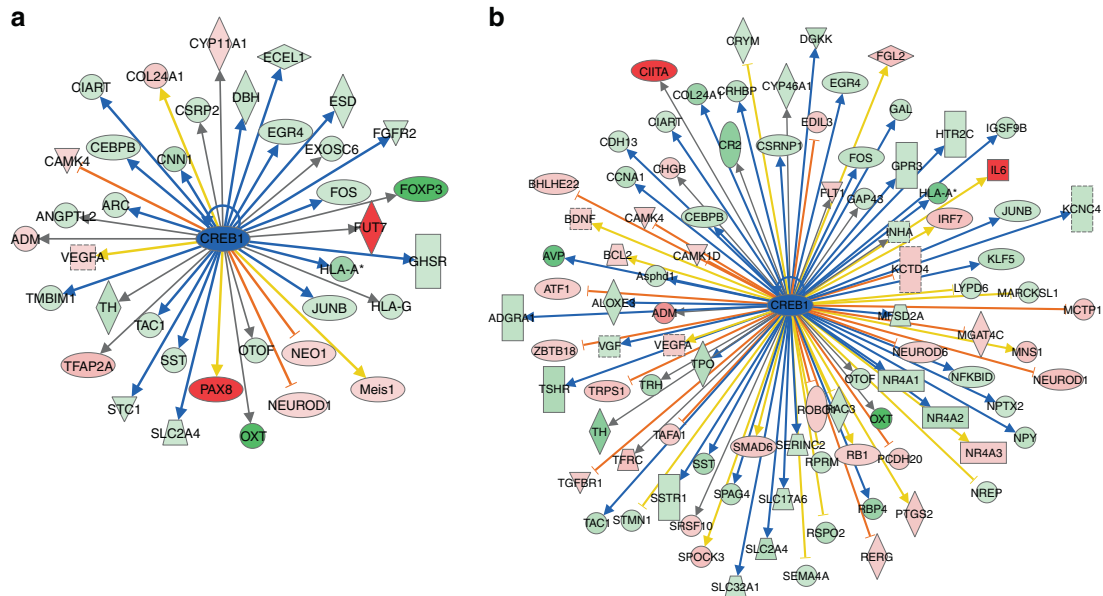 a
CYP11A1
ECEL1
COL24A1
CIART
DBH
ESD
CSRP2
EGR4
FGFR2
CEBPB
EXOSC6
CNN1
CAMK4
FOS
FOXP3
ARC
ANGPTL2
FUT7
ADM
CREB1
VEGFA
GHSR
HLA-A*
TMBIM1
TH
JUNB
HLA-G
TAC1
OTOF
NEO1
SST
TFAP2A
PAX8
Meis1
NEUROD1
STC1
SLC2A4
OXT
b
CRYM
DGKK
FGL2
CIITA
CYP46A1
EGR4
COL24A1
CRHBP
GAL
CIART
EDIL3
HTR2C
IGSF9B
CDH13
CR2
CSRNP1
FOS
GPR3
IL6
CHGB
CCNA1
BHLHE22
FLT1
GAP43
HLA-A*
KCNC4
BDNF
CAMK4
CEBPB
IRF7
JUNB
INHA
AVP
BCL2
CAMK1D
KLF5
Asphd1
KCTD4
ATF1
LYPD6
MARCKSL1
ALOXE3
CREB1
MCTP1
ADGRA1
ADM
MFSD2A
MGAT4C
ZBTB18
VGF
VEGFA
NEUROD6
MNS1
TPO
TSHR
TRPS1
TRH
OTOF
NR4A1
NFKBID
NEUROD1
ROBO1
RAC3
NPTX2
TH
TAFA1
OXT
NR4A2
NPY
SMAD6
SERINC2
TFRC
SST
RPRM
RB1
PCDH20
NR4A3
TGFBR1
SSTR1
SPAG4
SLC17A6
NREP
TAC1
STMN1
SRSF10
RBP4
PTGS2
RSPO2
SPOCK3
SLC2A4
RERG
SEMA4A
SLC32A1